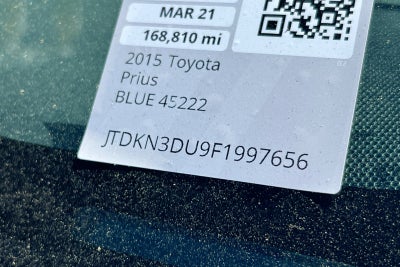 MAR 21
168,810 mi
2015 Toyota
Prius
BLUE 45222
JTDKN3DU9F1997656